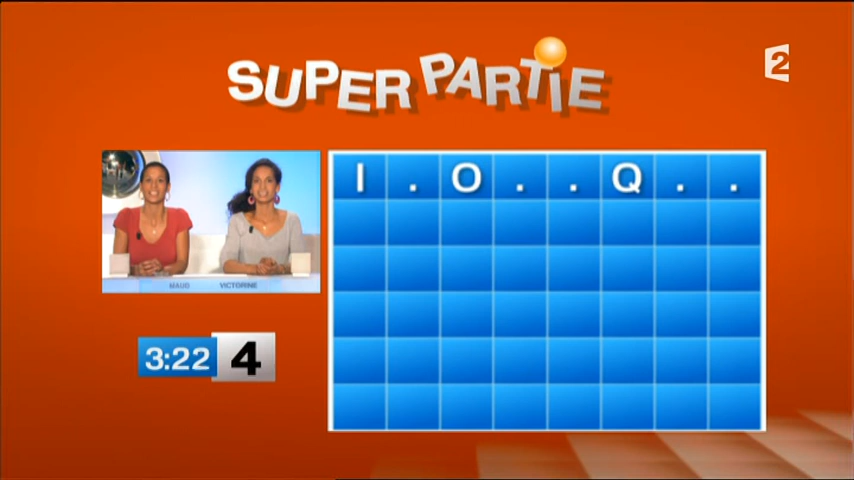 SUPER PARTIE
2
I . O . . Q . .
MAUD VICTORINE
3:22 4